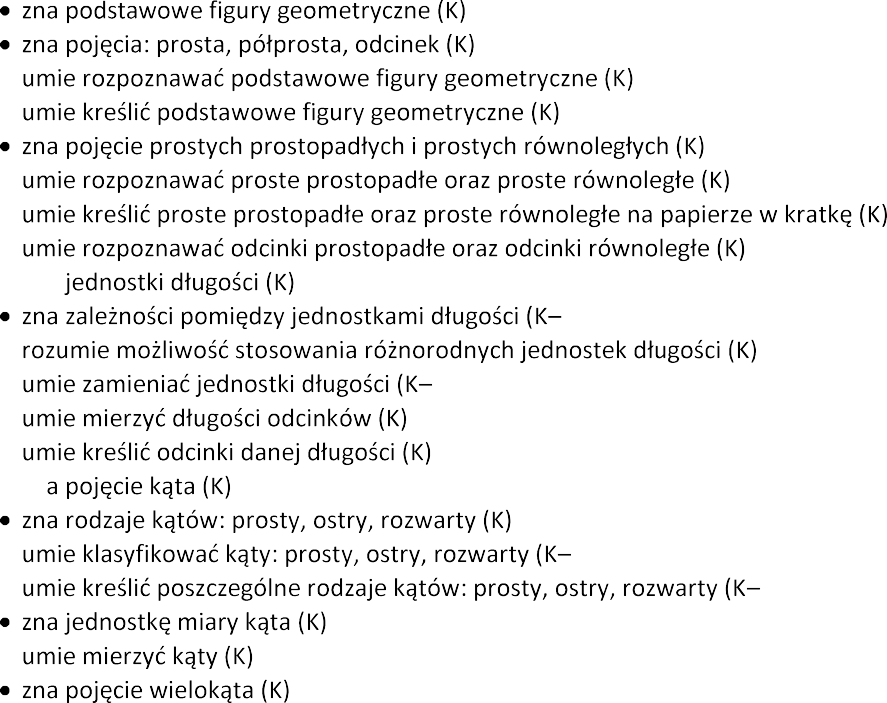 • zna podstawowe figury geometryczne (K)
• zna pojęcia: prosta, półprosta, odcinek (K)
umie rozpoznawać podstawowe figury geometryczne (K)
umie kreślić podstawowe figury geometryczne (K)
• zna pojęcie prostych prostopadłych i prostych równoległych (K)
umie rozpoznawać proste prostopadłe oraz proste równoległe (K)
umie kreślić proste prostopadłe oraz proste równoległe na papierze w kratkę (K)
umie rozpoznawać odcinki prostopadłe oraz odcinki równoległe (K)
jednostki długości (K)
• zna zależności pomiędzy jednostkami długości (K–
rozumie możliwość stosowania różnorodnych jednostek długości (K)
umie zamieniać jednostki długości (K–
umie mierzyć długości odcinków (K)
umie kreślić odcinki danej długości (K)
a pojęcie kąta (K)
• zna rodzaje kątów: prosty, ostry, rozwarty (K)
umie klasyfikować kąty: prosty, ostry, rozwarty (K–
umie kreślić poszczególne rodzaje kątów: prosty, ostry, rozwarty (K–
• zna jednostkę miary kąta (K)
umie mierzyć kąty (K)
• zna pojęcie wielokąta (K)